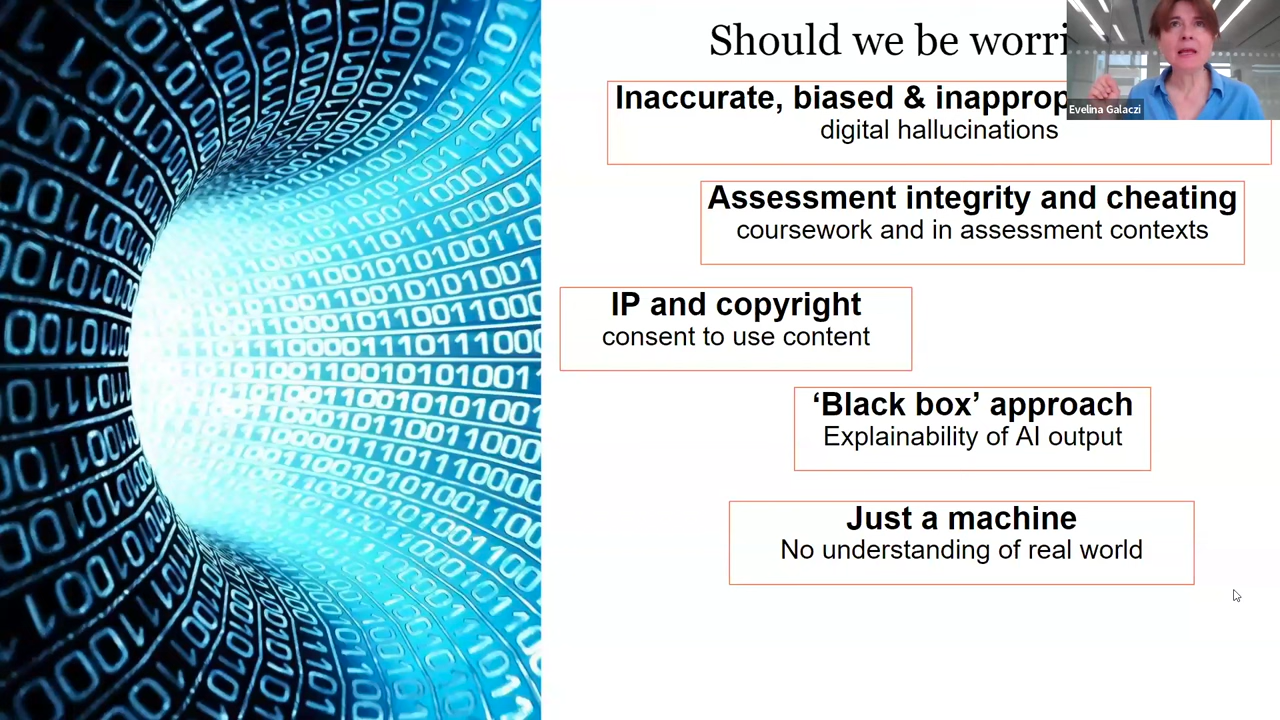 Should we be
Evelina Galaczi
Inaccurate, biased &
digital hallucinations
Assessment integrity and cheating
coursework and in assessment contexts
IP and copyright
consent to use content
‘Black box’ approach
Explainability of AI output
Just a machine
No understanding of real world